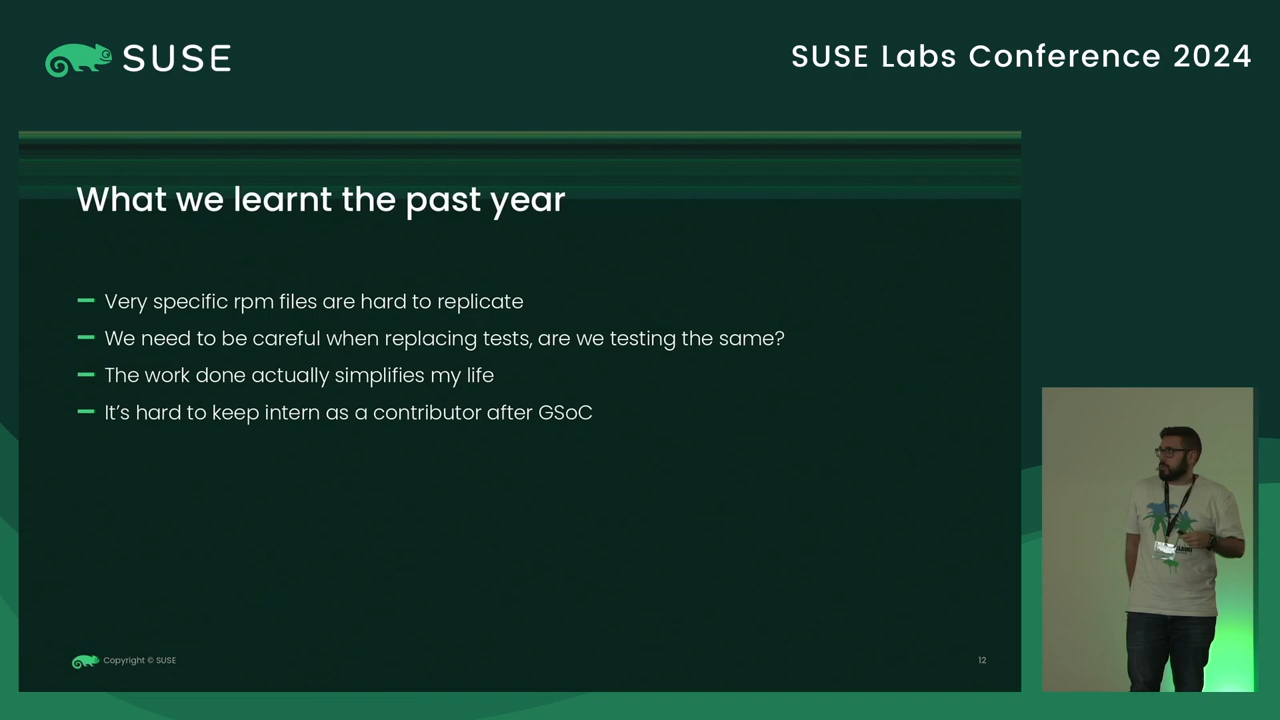 SUSE
SUSE Labs Conference 2024
What we learnt the past year
Very specific rpm files are hard to replicate
We need to be careful when replacing tests, are we testing the same?
The work done actually simplifies my life
It’s hard to keep intern as a contributor after GSoC
Copyright © SUSE
12